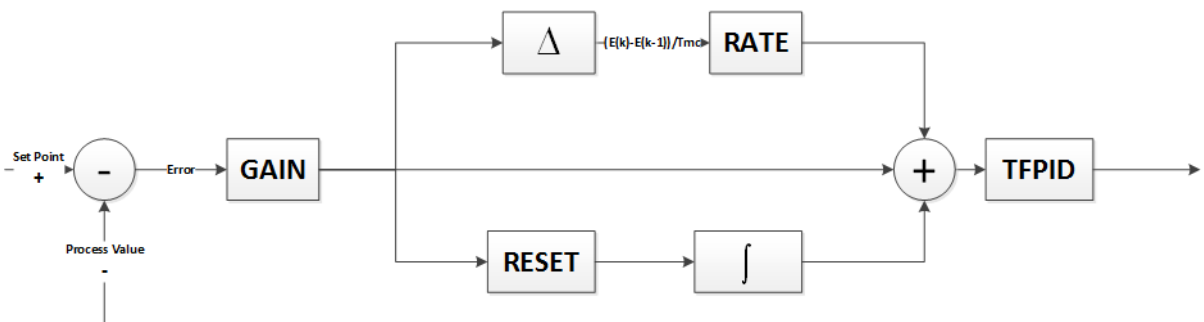 Δ
(E(k)-E(k-1))/Tmc
RATE
Set Point
+
-
Error
GAIN
+
TFPID
Process Value
-
RESET
∫